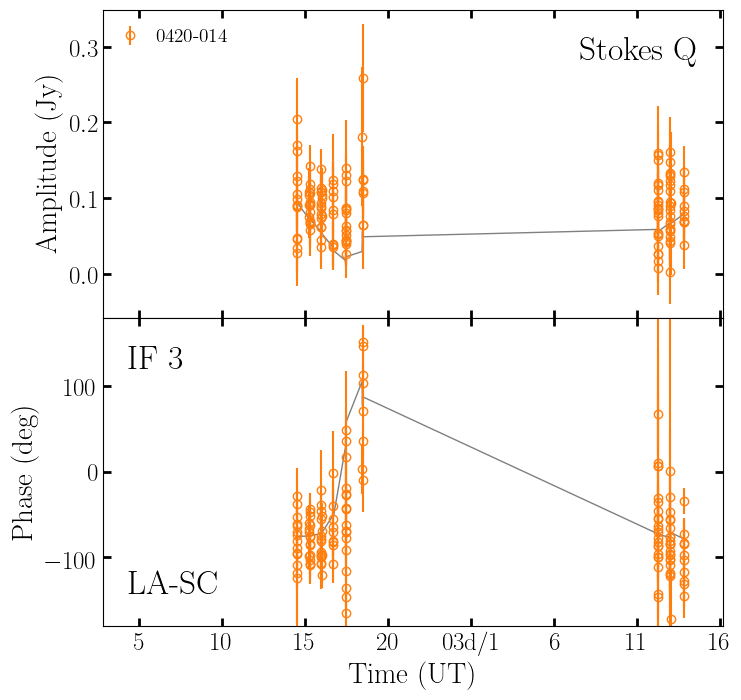 0420-014
Stokes Q
Amplitude (Jy)
0.3
0.2
0.1
0.0
IF 3
Phase (deg)
100
0
−100
LA-SC
5 10 15 20 03d/1 6 11 16
Time (UT)